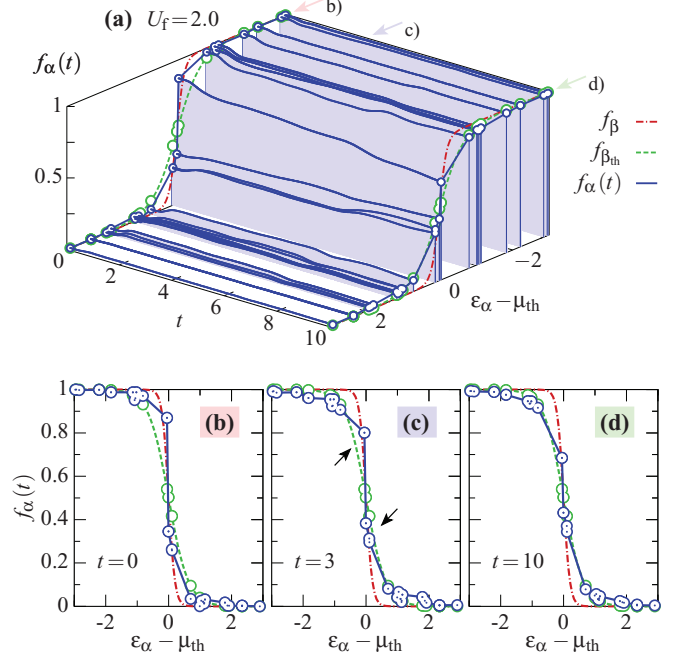 (a) U_f = 2.0
b)
c)
d)
f_α(t)
1
0.5
0
2
4
6
8
10
t
2
0
−2
ε_α − μ_th
f_β
f_β_th
f_α(t)
1
0.8
0.6
0.4
0.2
0
f_α(t)
(b)
t = 0
(c)
t = 3
(d)
t = 10
-2 0 2
-2 0 2
-2 0 2
ε_α − μ_th
ε_α − μ_th
ε_α − μ_th